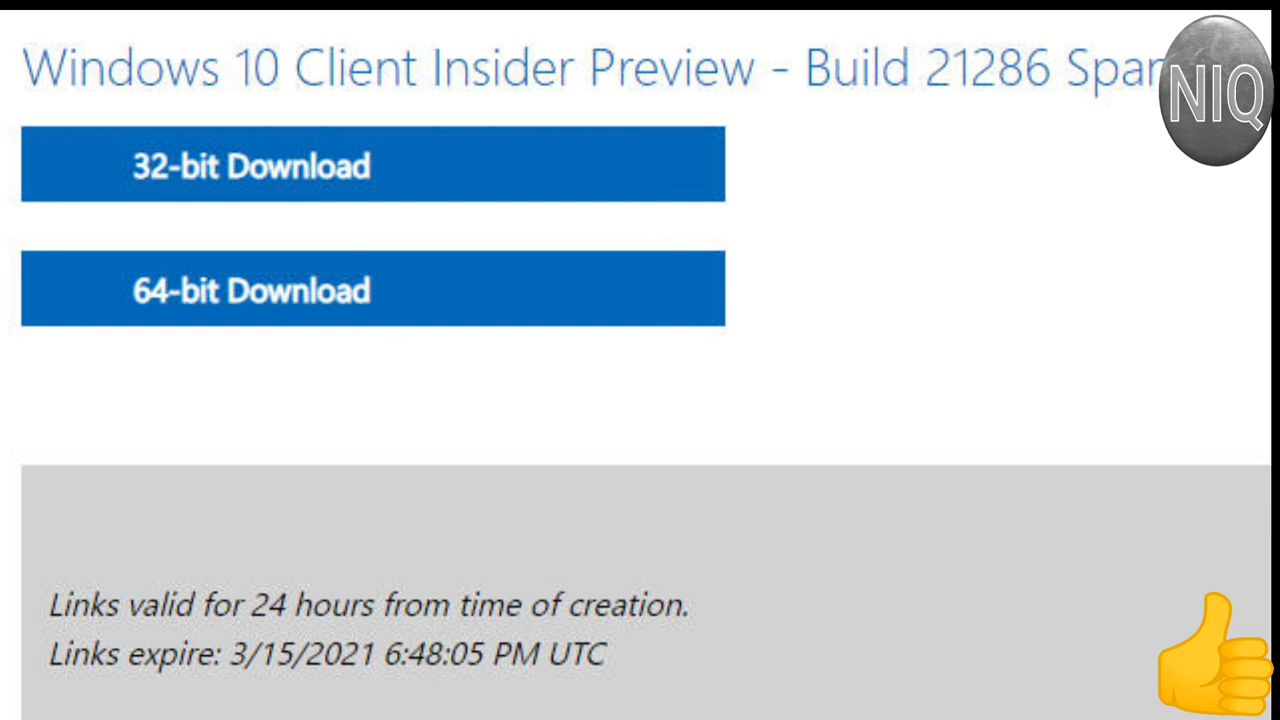 Windows 10 Client Insider Preview - Build 21286
NIQ
32-bit Download
64-bit Download
Links valid for 24 hours from time of creation.
Links expire: 3/15/2021 6:48:05 PM UTC